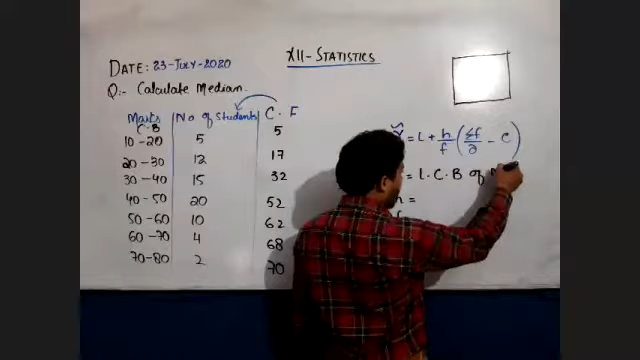 XII - STATISTICS
DATE: 23-JULY-2020
Q:- Calculate Median.
Marks No of Students C.F
C.B
10-20 5 5
20-30 12 17
30-40 15 32
40-50 20 52
50-60 10 62
60-70 4 68
70-80 2 70
= L + h/f (Σf/2 - C)
= L.C.B of
=